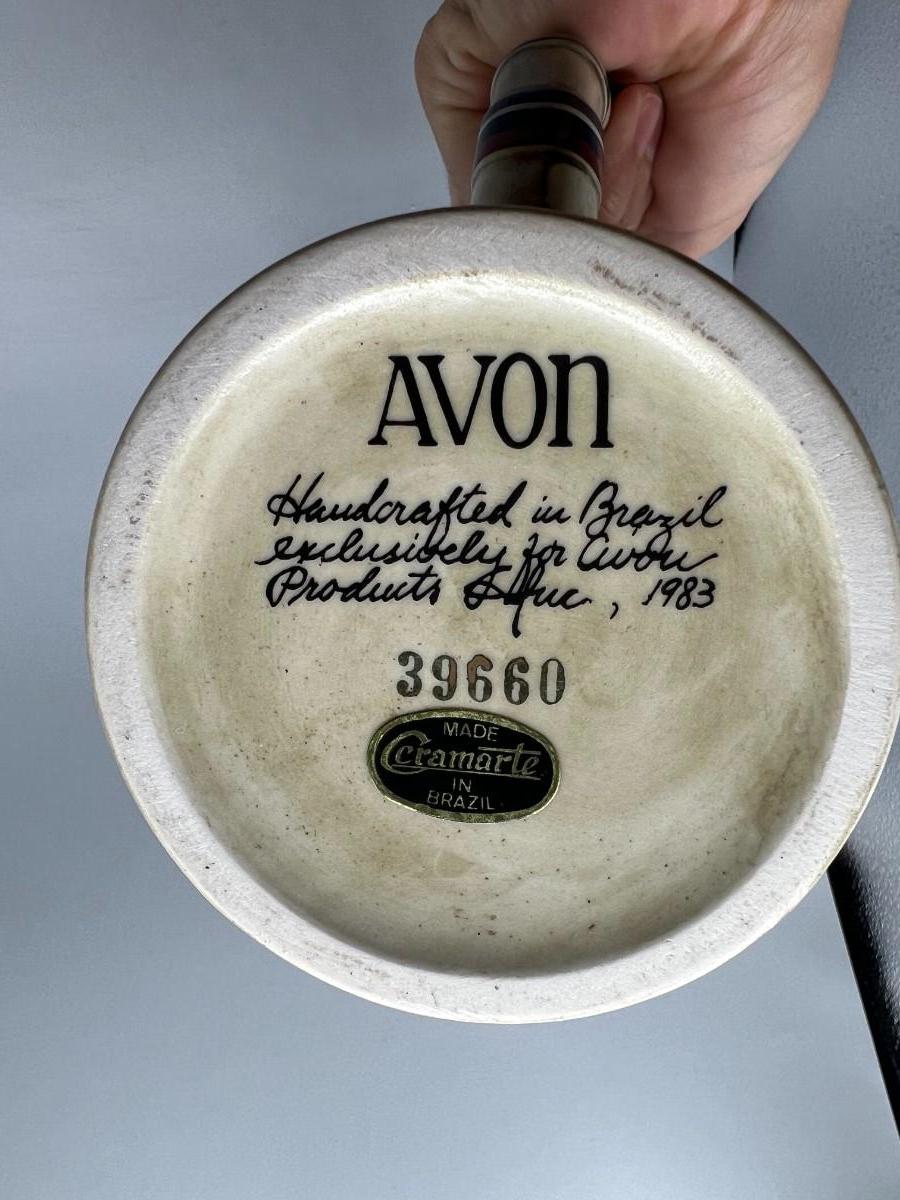 AVON
Handcrafted in Brazil
exclusively for Avon
Products Inc, 1983
39660
MADE
Ceramarte
IN
BRAZIL